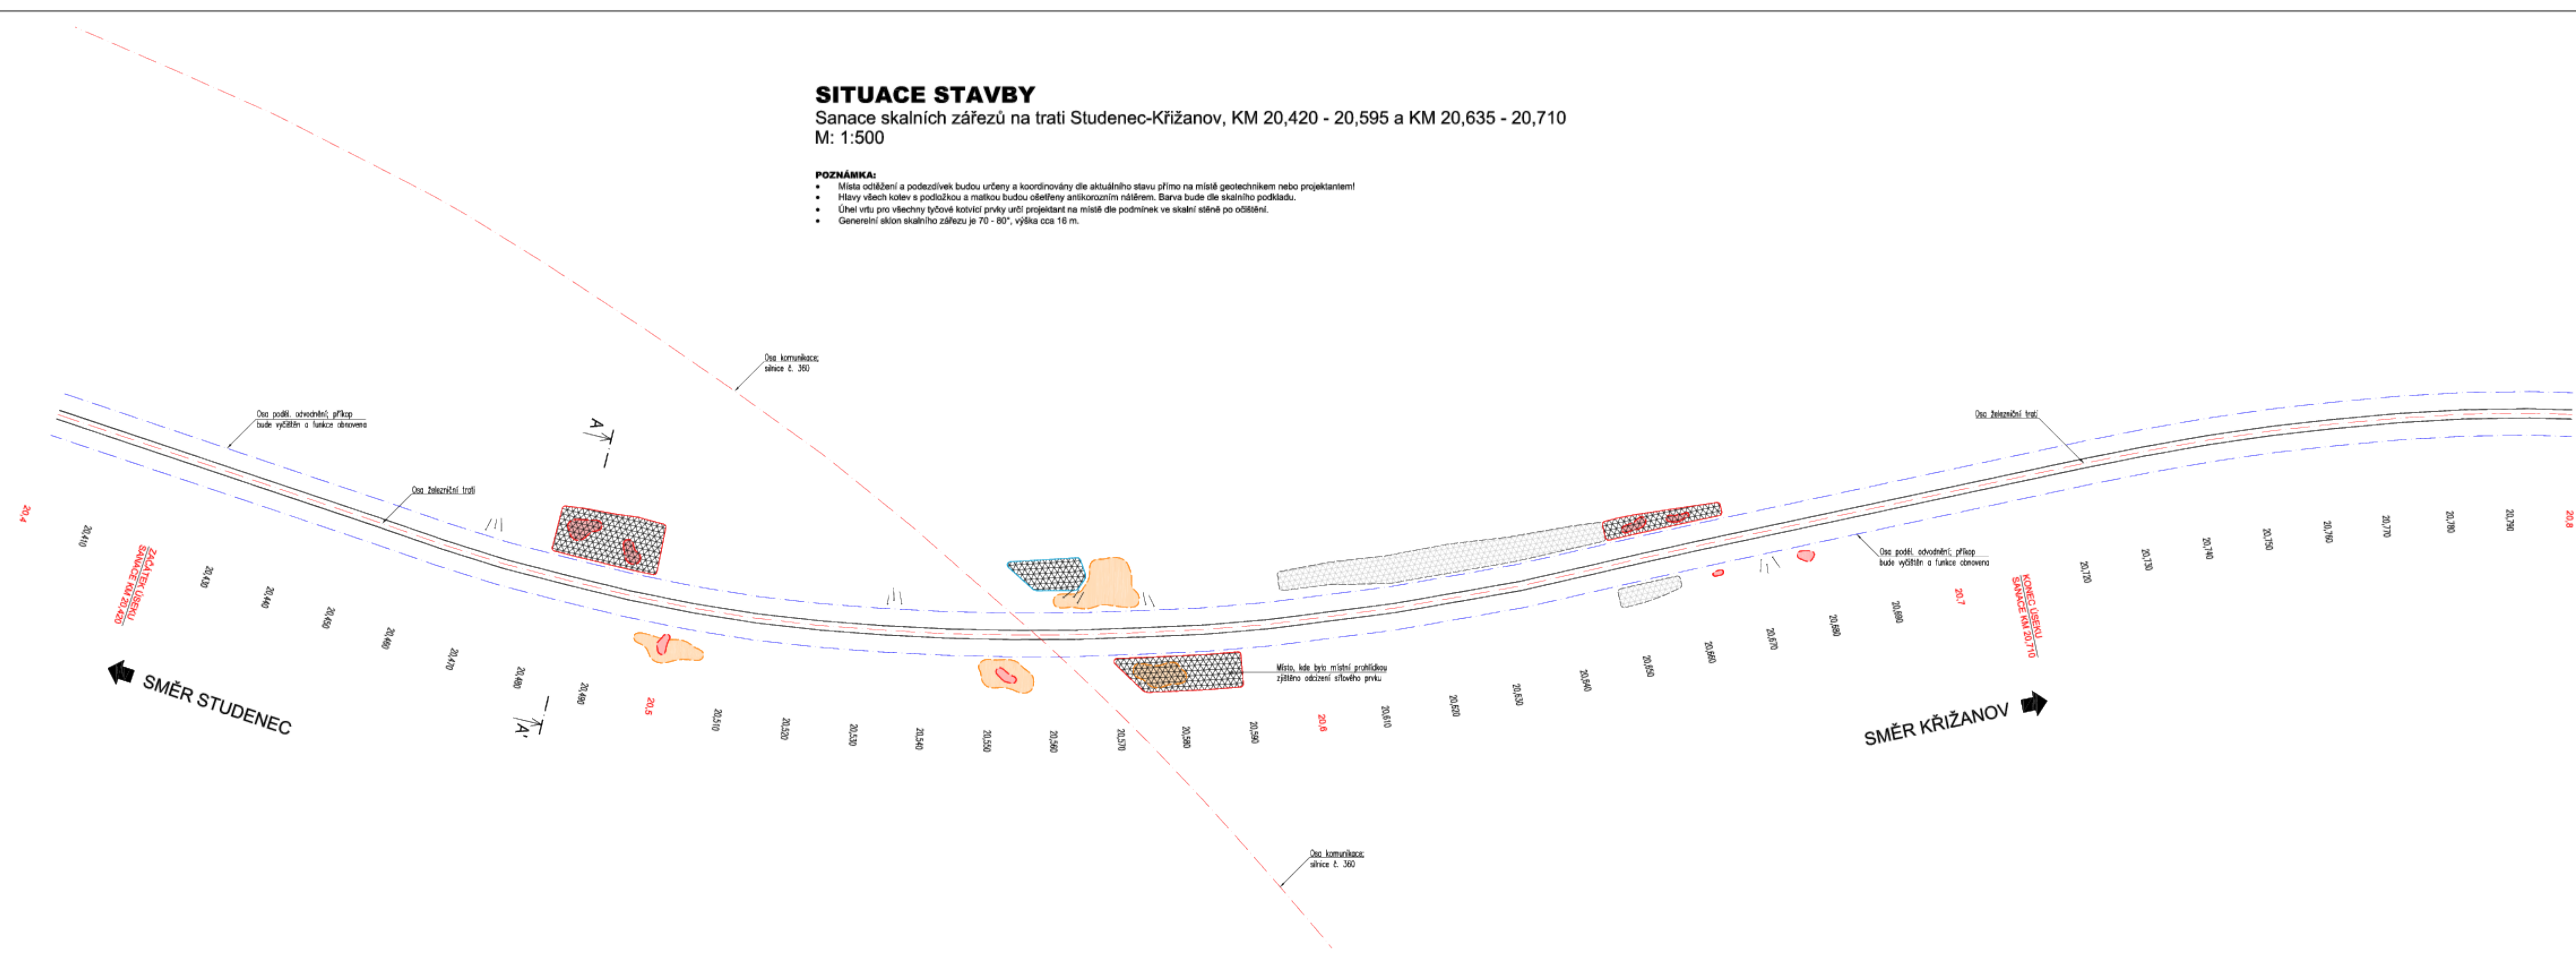 SITUACE STAVBY
Sanace skalních zářezů na trati Studenec-Křižanov, KM 20,420 - 20,595 a KM 20,635 - 20,710
M: 1:500
POZNÁMKA:
• Místa odtěžení a podezdívek budou určeny a koordinovány dle aktuálního stavu přímo na místě geotechnikem nebo projektantem!
• Hlavy všech kotev s podložkou a matkou budou ošetřeny antikorozním nátěrem. Barva bude dle skalního podkladu.
• Úhel vrtu pro všechny tyčové kotvící prvky určí projektant na místě dle podmínek ve skalní stěně po očištění.
• Generelní sklon skalního zářezu je 70 - 80°, výška cca 16 m.
Osa komunikace;
silnice č. 360
Osa poděl. odvodnění; příkop
bude vyčištěn a funkce obnovena
A
Osa železniční trati
Osa železniční trati
Osa poděl. odvodnění; příkop
bude vyčištěn a funkce obnovena
Místo, kde bylo místní prohlídkou
zjištěno odcizení síťového prvku
A'
20,4
20,410
ZAČÁTEK ÚSEKU
SANACE KM 20,420
20,430
20,440
20,450
20,460
20,470
20,480
20,490
20,5
20,510
20,520
20,530
20,540
20,550
20,560
20,570
20,580
20,590
20,6
20,610
20,620
20,630
20,640
20,650
20,660
20,670
20,680
20,690
20,7
KONEC ÚSEKU
SANACE KM 20,710
20,720
20,730
20,740
20,750
20,760
20,770
20,780
20,790
20,8
SMĚR STUDENEC
SMĚR KŘIŽANOV
Osa komunikace;
silnice č. 360